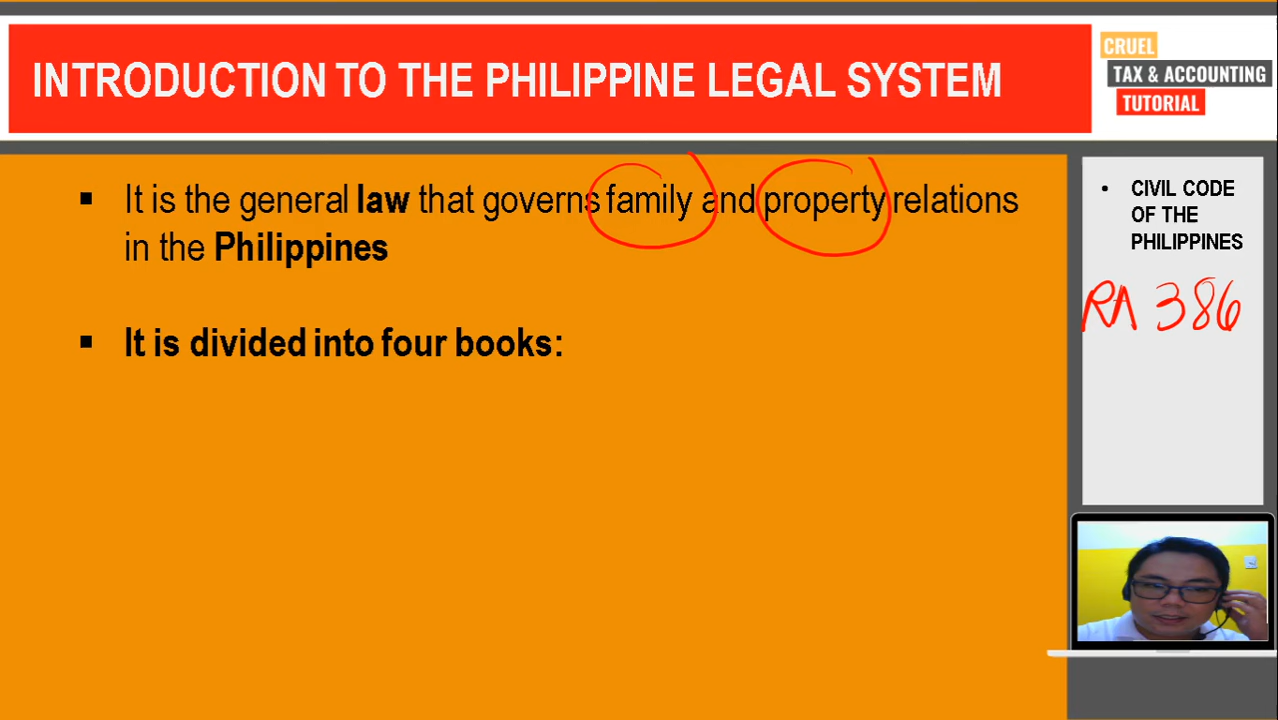 INTRODUCTION TO THE PHILIPPINE LEGAL SYSTEM
CRUEL
TAX & ACCOUNTING
TUTORIAL
▪ It is the general law that governs family and property relations
in the Philippines
▪ It is divided into four books:
• CIVIL CODE
OF THE
PHILIPPINES
RA 386